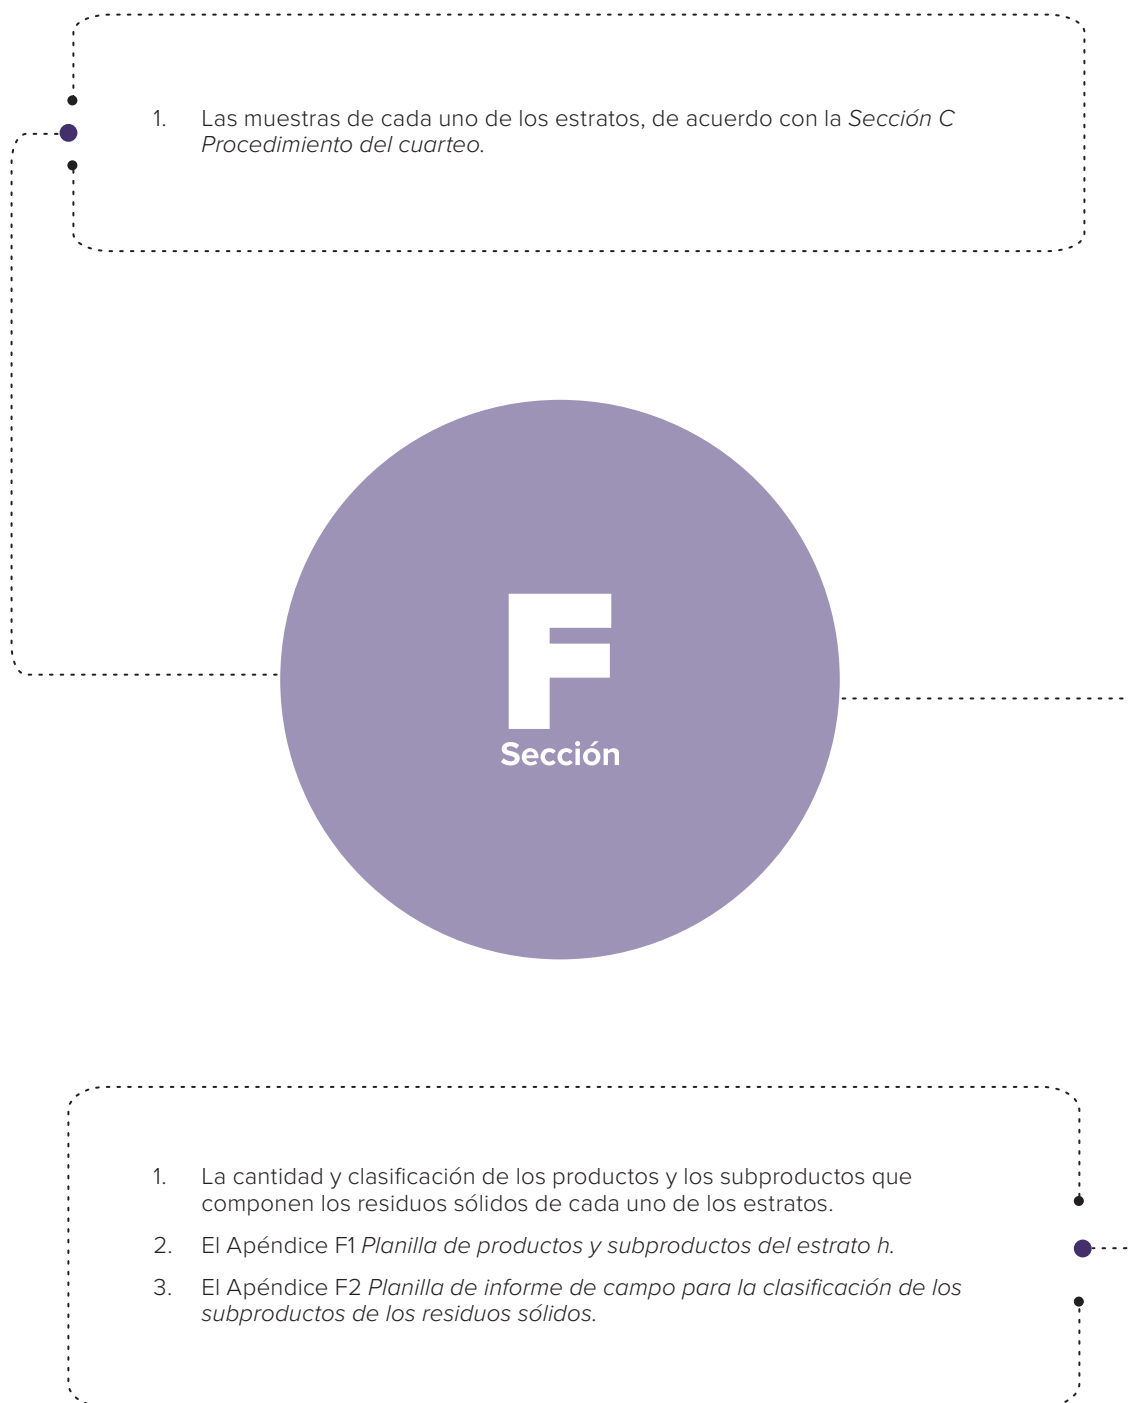 1. Las muestras de cada uno de los estratos, de acuerdo con la Sección C
Procedimiento del cuarteo.
F
Sección
1. La cantidad y clasificación de los productos y los subproductos que
componen los residuos sólidos de cada uno de los estratos.
2. El Apéndice F1 Planilla de productos y subproductos del estrato h.
3. El Apéndice F2 Planilla de informe de campo para la clasificación de los
subproductos de los residuos sólidos.